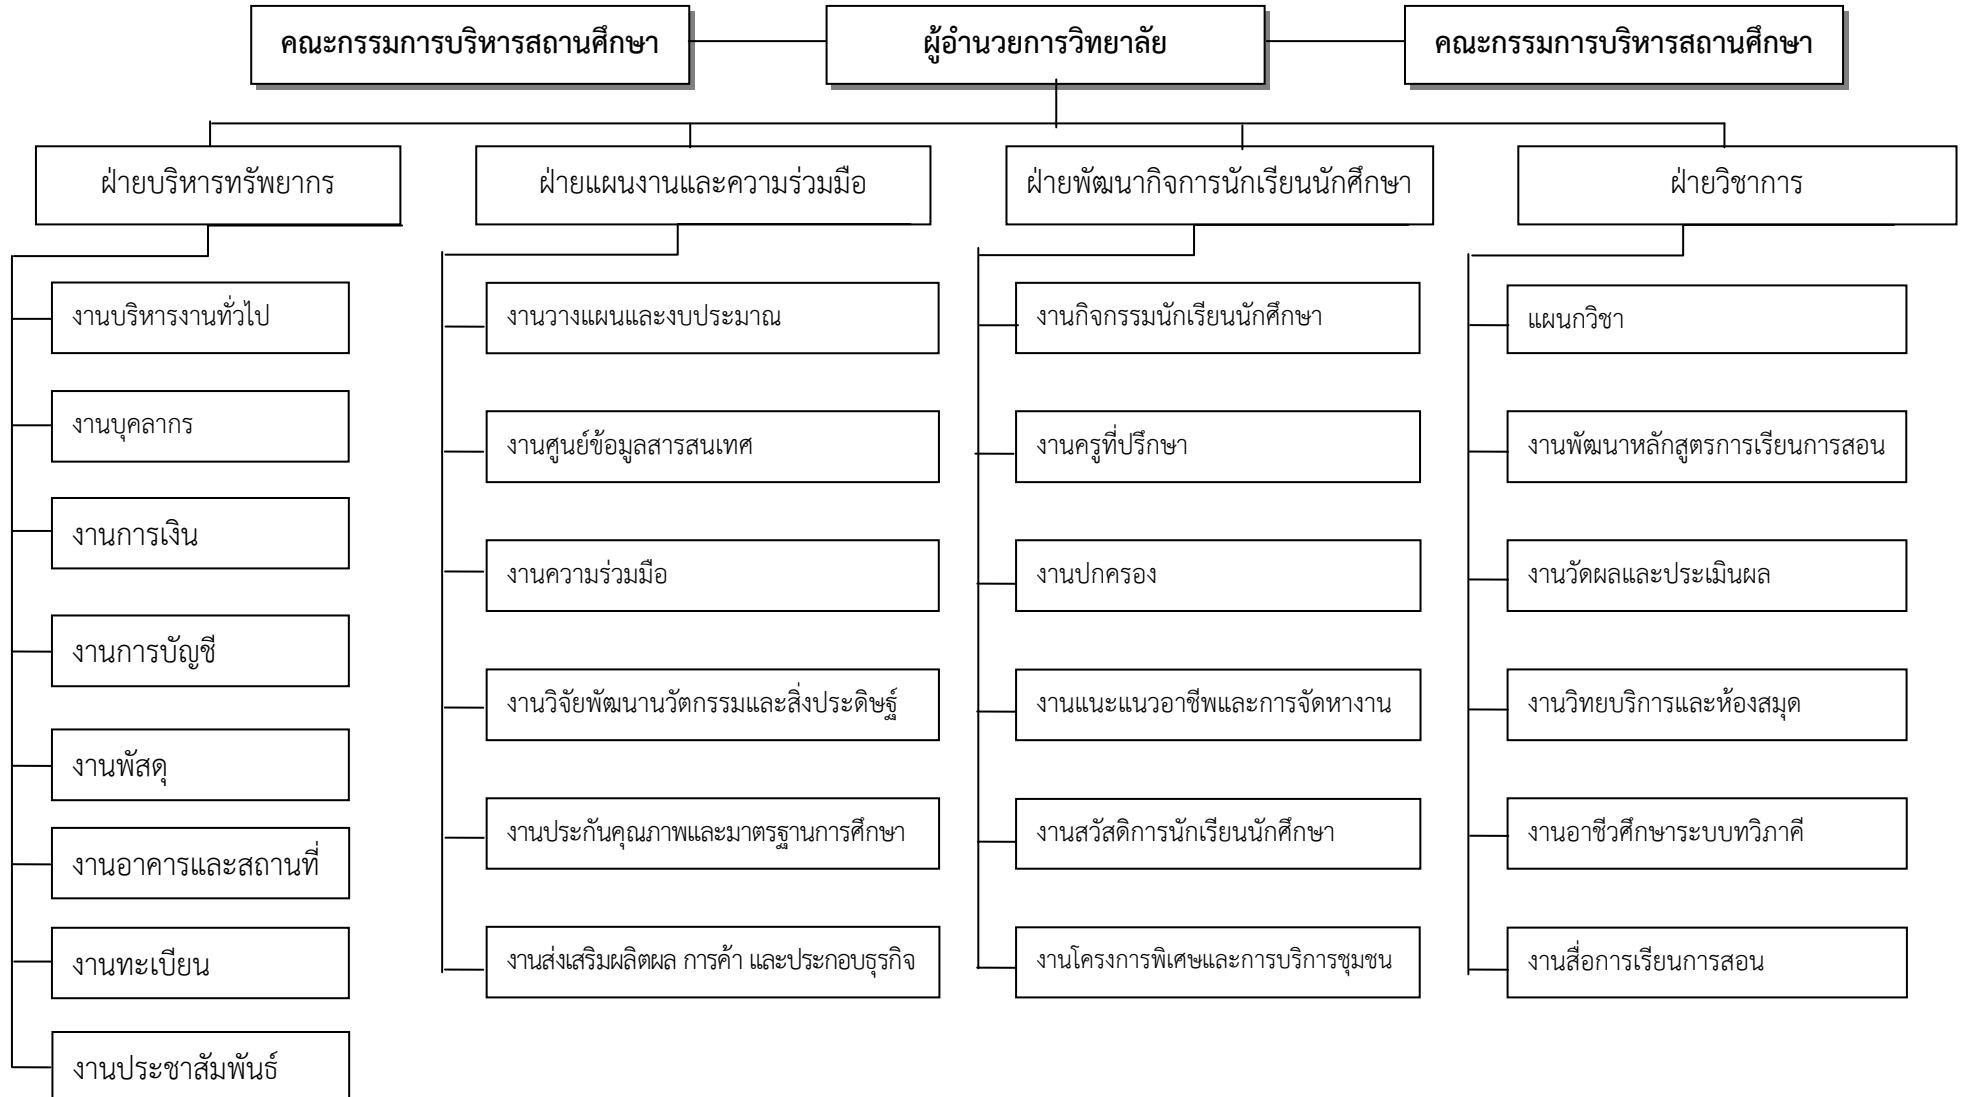 คณะกรรมการบริหารสถานศึกษา
ผู้อำนวยการวิทยาลัย
คณะกรรมการบริหารสถานศึกษา
ฝ่ายบริหารทรัพยากร
งานบริหารงานทั่วไป
งานบุคลากร
งานการเงิน
งานการบัญชี
งานพัสดุ
งานอาคารและสถานที่
งานทะเบียน
งานประชาสัมพันธ์
ฝ่ายแผนงานและความร่วมมือ
งานวางแผนและงบประมาณ
งานศูนย์ข้อมูลสารสนเทศ
งานความร่วมมือ
งานวิจัยพัฒนานวัตกรรมและสิ่งประดิษฐ์
งานประกันคุณภาพและมาตรฐานการศึกษา
งานส่งเสริมผลิตผล การค้า และประกอบธุรกิจ
ฝ่ายพัฒนากิจการนักเรียนนักศึกษา
งานกิจกรรมนักเรียนนักศึกษา
งานครูที่ปรึกษา
งานปกครอง
งานแนะแนวอาชีพและการจัดหางาน
งานสวัสดิการนักเรียนนักศึกษา
งานโครงการพิเศษและการบริการชุมชน
ฝ่ายวิชาการ
แผนกวิชา
งานพัฒนาหลักสูตรการเรียนการสอน
งานวัดผลและประเมินผล
งานวิทยบริการและห้องสมุด
งานอาชีวศึกษาระบบทวิภาคี
งานสื่อการเรียนการสอน